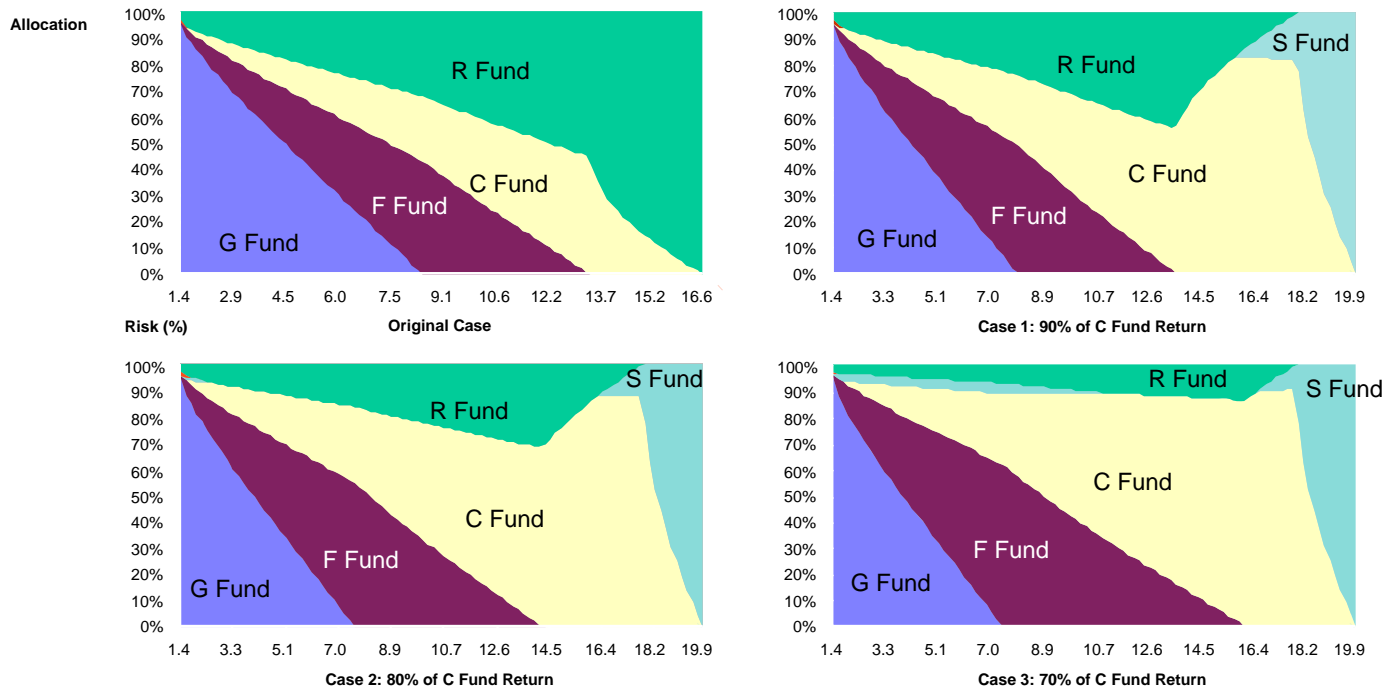 Allocation
100%
90%
80%
70%
60%
50%
40%
30%
20%
10%
0%
R Fund
C Fund
F Fund
G Fund
1.4 2.9 4.5 6.0 7.5 9.1 10.6 12.2 13.7 15.2 16.6
Risk (%)
Original Case
100%
90%
80%
70%
60%
50%
40%
30%
20%
10%
0%
S Fund
R Fund
C Fund
F Fund
G Fund
1.4 3.3 5.1 7.0 8.9 10.7 12.6 14.5 16.4 18.2 19.9
Case 1: 90% of C Fund Return
100%
90%
80%
70%
60%
50%
40%
30%
20%
10%
0%
S Fund
R Fund
C Fund
F Fund
G Fund
1.4 3.3 5.1 7.0 8.9 10.7 12.6 14.5 16.4 18.2 19.9
Case 2: 80% of C Fund Return
100%
90%
80%
70%
60%
50%
40%
30%
20%
10%
0%
R Fund
S Fund
C Fund
F Fund
G Fund
1.4 3.3 5.1 7.0 8.9 10.7 12.6 14.5 16.4 18.2 19.9
Case 3: 70% of C Fund Return